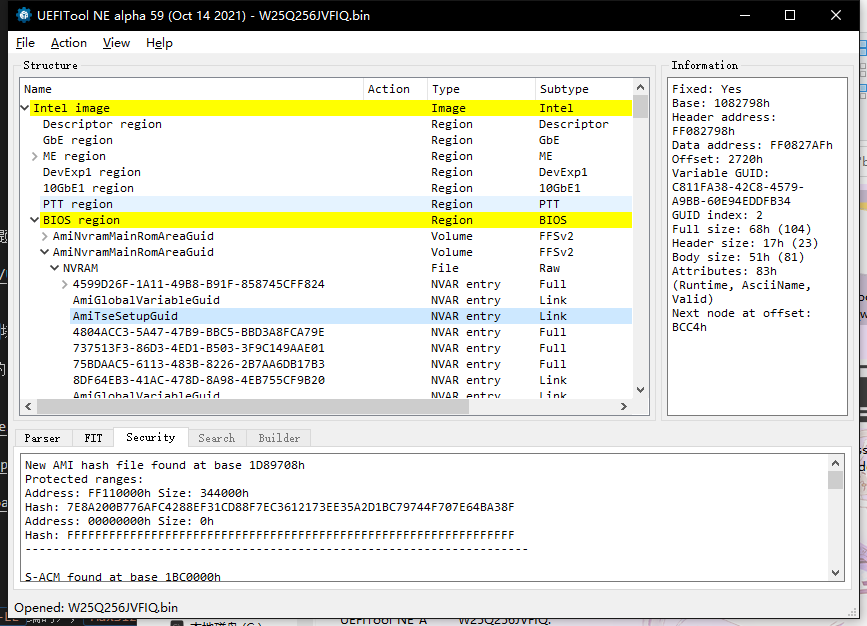 UEFITool NE alpha 59 (Oct 14 2021) - W25Q256JVFIQ.bin
File Action View Help
Structure
Name Action Type Subtype
Intel image Image Intel
Descriptor region Region Descriptor
GbE region Region GbE
ME region Region ME
DevExp1 region Region DevExp1
10GbE1 region Region 10GbE1
PTT region Region PTT
BIOS region Region BIOS
AmiNvramMainRomAreaGuid Volume FFSv2
AmiNvramMainRomAreaGuid Volume FFSv2
NVRAM File Raw
4599D26F-1A11-49B8-B91F-858745CFF824 NVAR entry Full
AmiGlobalVariableGuid NVAR entry Link
AmiTseSetupGuid NVAR entry Link
4804ACC3-5A47-47B9-BBC5-BBD3A8FCA79E NVAR entry Full
737513F3-86D3-4ED1-B503-3F9C149AAE01 NVAR entry Full
75BDAAC5-6113-483B-8226-2B7AA6DB17B3 NVAR entry Full
8DF64EB3-41AC-478D-8A98-4EB755CF9B20 NVAR entry Link
AmiGlobalVariableGuid NVAR entry Link
Information
Fixed: Yes
Base: 1082798h
Header address:
FF082798h
Data address: FF0827AFh
Offset: 2720h
Variable GUID:
C811FA38-42C8-4579-
A9BB-60E94EDDFB34
GUID index: 2
Full size: 68h (104)
Header size: 17h (23)
Body size: 51h (81)
Attributes: 83h
(Runtime, AsciiName,
Valid)
Next node at offset:
BCC4h
Parser FIT Security Search Builder
New AMI hash file found at base 1D89708h
Protected ranges:
Address: FF110000h Size: 344000h
Hash: 7E8A200B776AFC4288EF31CD88F7EC3612173EE35A2D1BC79744F707E64BA38F
Address: 00000000h Size: 0h
Hash: FFFFFFFFFFFFFFFFFFFFFFFFFFFFFFFFFFFFFFFFFFFFFFFFFFFFFFFFFFFFFFFF
------------------------------------------------------------------------
S-ACM found at base 1BC0000h
Opened: W25Q256JVFIQ.bin
UEFITool NE A W25Q256JVFIQ.